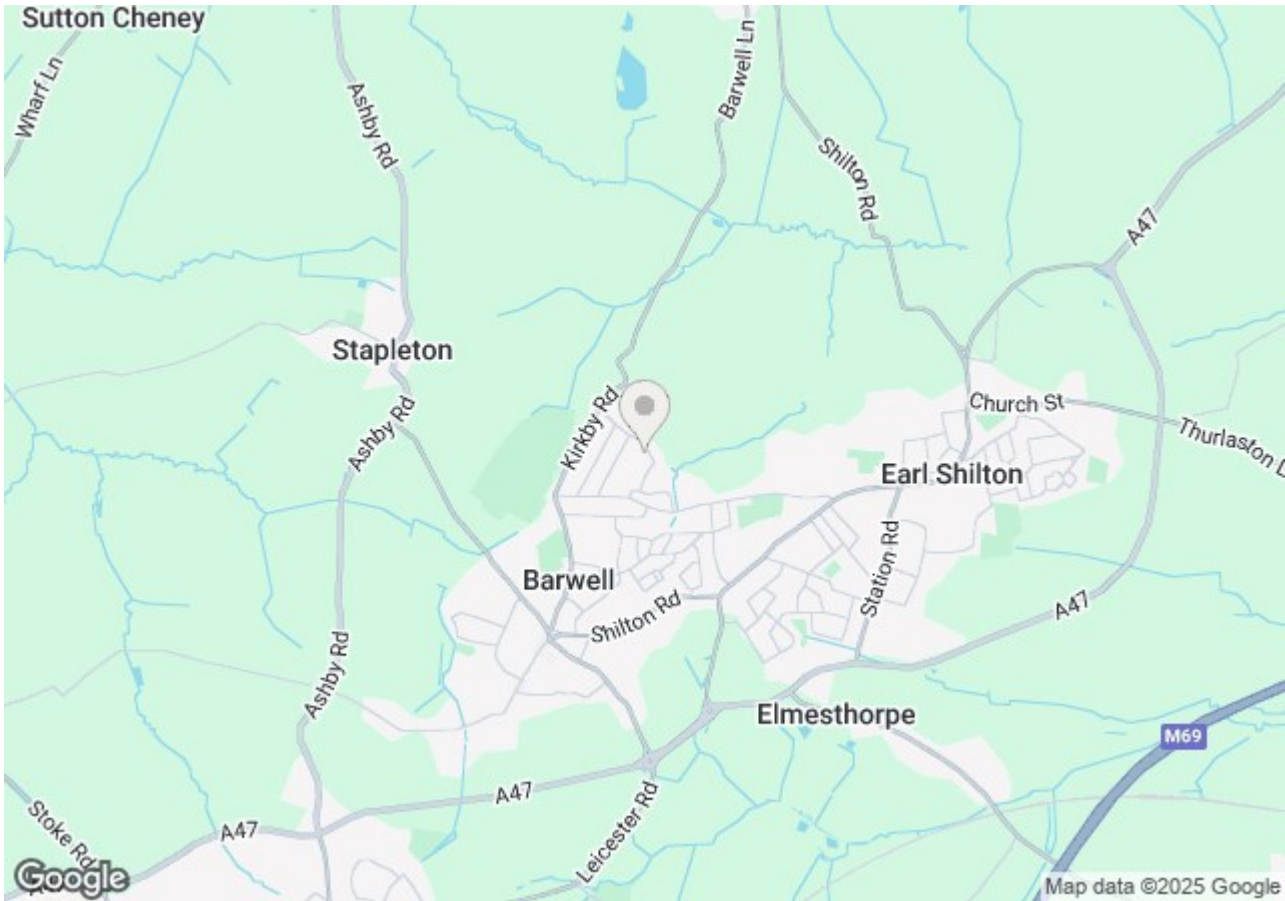 Sutton Cheney
Wharf Ln
Ashby Rd
Barwell Ln
Shilton Rd
A47
Stapleton
Kirkby Rd
Church St
Thurlaston L
Ashby Rd
Earl Shilton
Station Rd
Barwell
Shilton Rd
A47
Ashby Rd
Elmesthorpe
M69
A47
Leicester Rd
Stoke Rd
A47
Google
Map data ©2025 Google